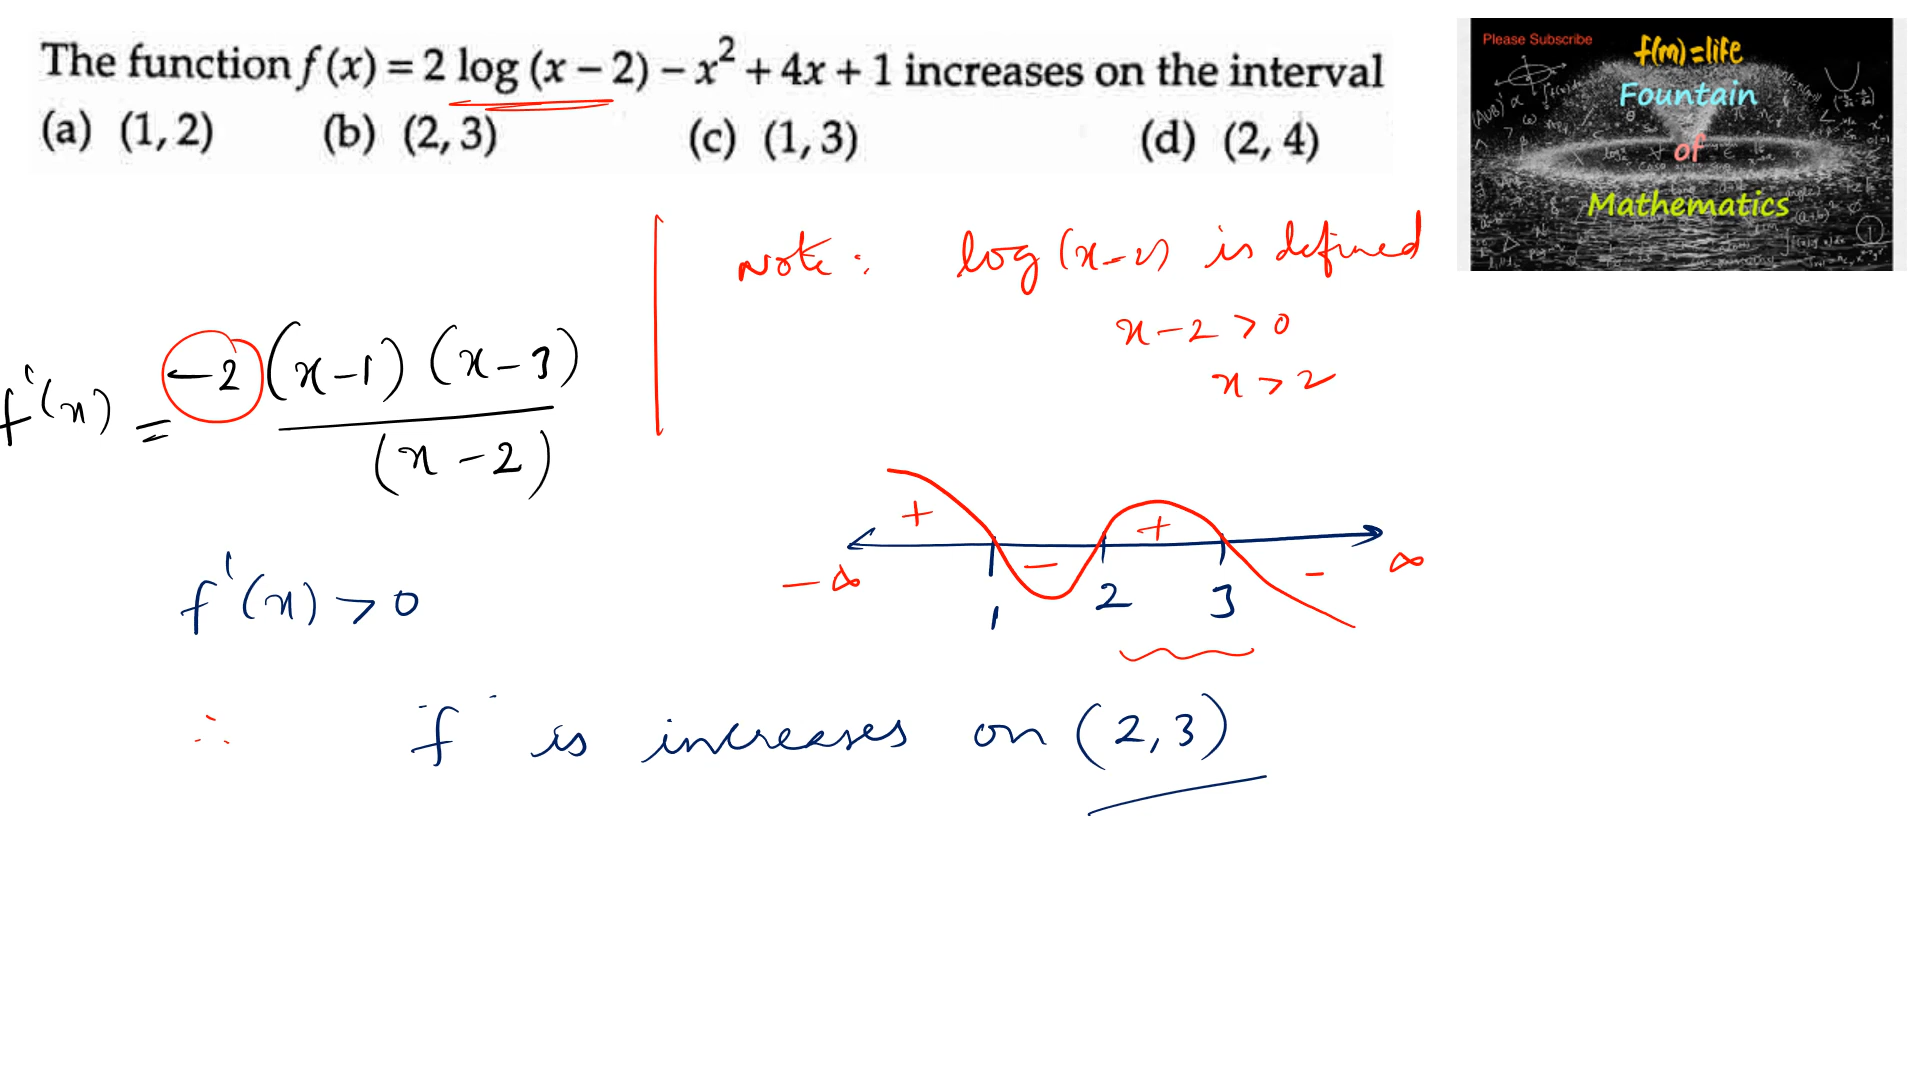 The function f(x) = 2 log (x − 2) − x² + 4x + 1 increases on the interval
(a) (1, 2) (b) (2, 3) (c) (1, 3) (d) (2, 4)
Please Subscribe
f(m)=life
Fountain
of
Mathematics
Note : log (x-2) is defined
x-2 > 0
x > 2
f'(x) = -2 (x-1) (x-3)
(x-2)
+ - + -
-∞ 1 2 3 ∞
f'(x) > 0
∴ f is increases on (2,3)